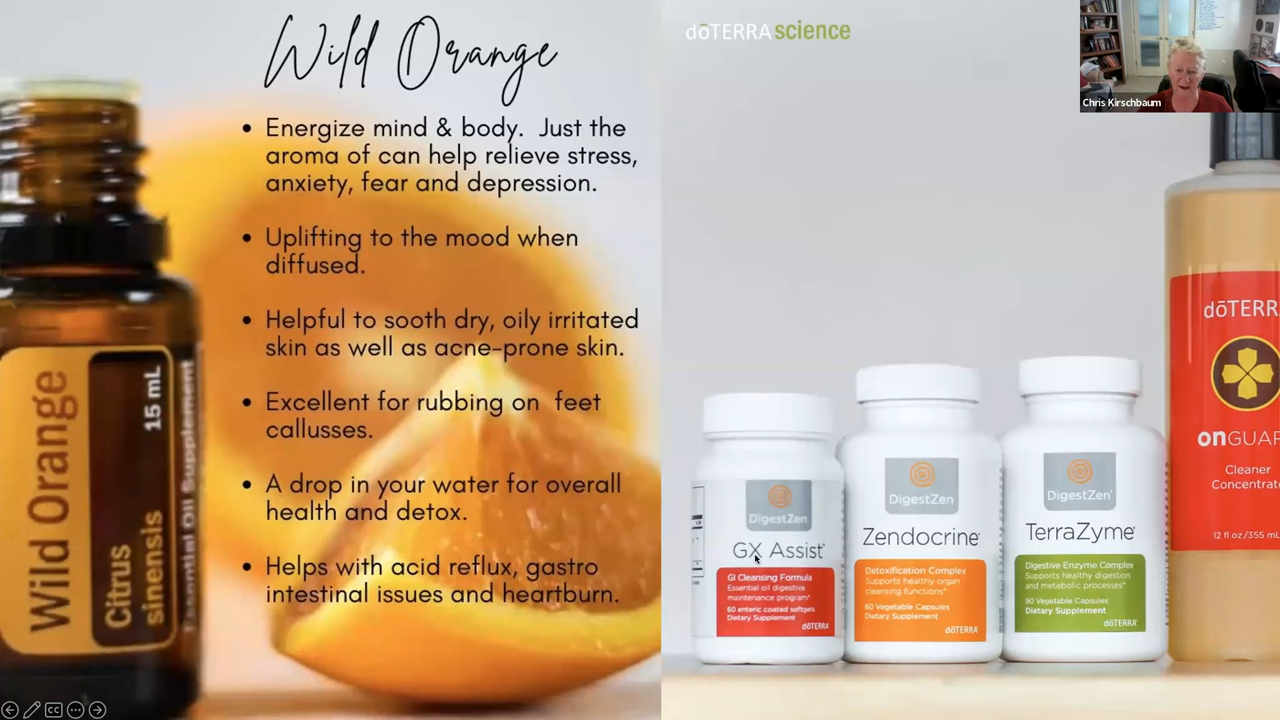 Wild Orange
• Energize mind & body.  Just the
aroma of can help relieve stress,
anxiety, fear and depression.
• Uplifting to the mood when
diffused.
• Helpful to sooth dry, oily irritated
skin as well as acne-prone skin.
• Excellent for rubbing on  feet
callusses.
• A drop in your water for overall
health and detox.
• Helps with acid reflux, gastro
intestinal issues and heartburn.
Wild Orange
Citrus
sinensis
15 mL
Essential Oil Supplement
dōTERRA science
Chris Kirschbaum
DigestZen
GX Assist
GI Cleansing Formula
Essential oil digestive
maintenance program*
60 enteric coated softgels
Dietary Supplement
dōTERRA
DigestZen
Zendocrine
Detoxification Complex
Supports healthy organ
cleansing functions*
60 Vegetable Capsules
Dietary Supplement
dōTERRA
DigestZen
TerraZyme
Digestive Enzyme Complex
Supports healthy digestion
and metabolic processes*
90 Vegetable Capsules
Dietary Supplement
dōTERRA
dōTERRA
onGUAR
Cleaner
Concentrate
12 fl oz/355 mL
CC